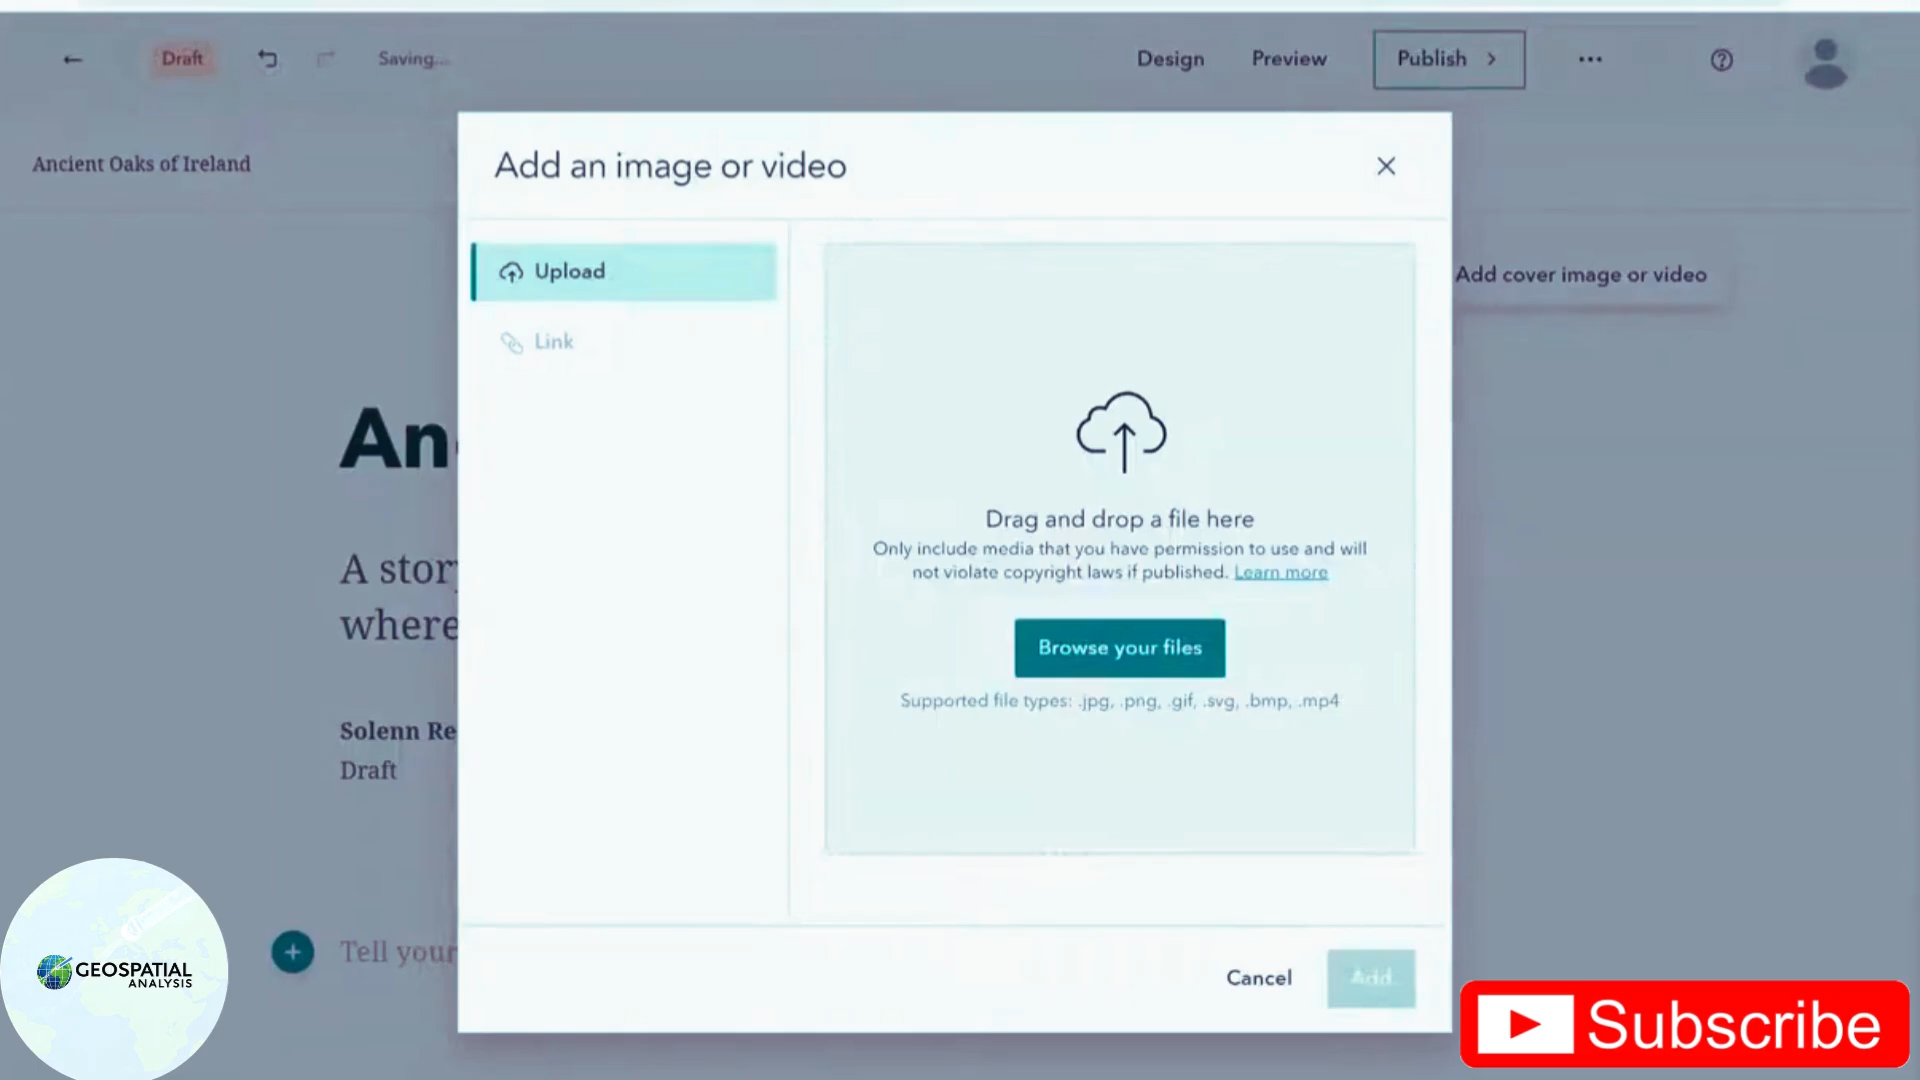 Draft
Saving...
Design
Preview
Publish
Ancient Oaks of Ireland
Add an image or video
Upload
Link
Add cover image or video
Drag and drop a file here
Only include media that you have permission to use and will
not violate copyright laws if published. Learn more
Browse your files
Supported file types: .jpg, .png, .gif, .svg, .bmp, .mp4
An
A stor
where
Solenn Re
Draft
Tell your
Cancel
Add
GEOSPATIAL
ANALYSIS
Subscribe